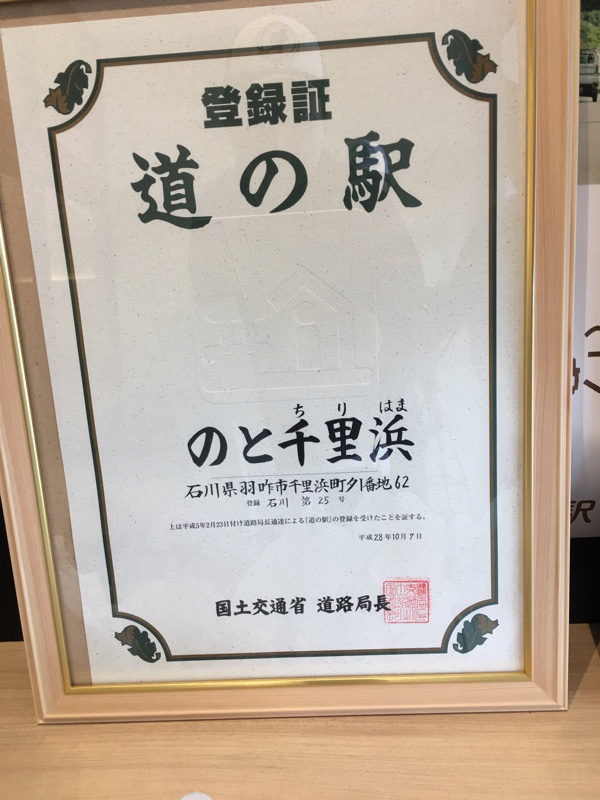 登録証
道の駅
ちりはま
のと千里浜
石川県羽咋市千里浜町タ1番地62
登録 石川 第 25 号
上は平成5年2月23日付け道路局長通達による「道の駅」の登録を受けたことを証する。
平成28年10月7日
国土交通省 道路局長
駅